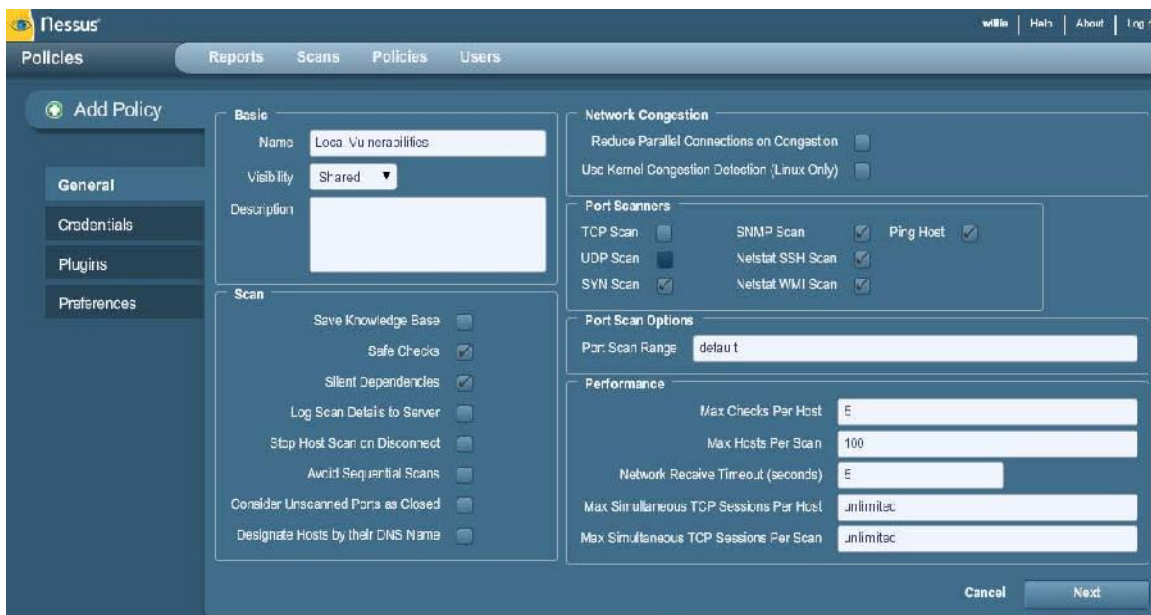 Nessus
willie | Help | About | Log
Policies
Reports Scans Policies Users
Add Policy
General
Credentials
Plugins
Preferences
Basic
Name Local Vulnerabilities
Visibility Shared
Description
Scan
Save Knowledge Base
Safe Checks
Silent Dependencies
Log Scan Details to Server
Stop Host Scan on Disconnect
Avoid Sequential Scans
Consider Unscanned Ports as Closed
Designate Hosts by their DNS Name
Network Congestion
Reduce Parallel Connections on Congestion
Use Kernel Congestion Detection (Linux Only)
Port Scanners
TCP Scan SNMP Scan Ping Host
UDP Scan Netstat SSH Scan
SYN Scan Netstat WMI Scan
Port Scan Options
Port Scan Range default
Performance
Max Checks Per Host 5
Max Hosts Per Scan 100
Network Receive Timeout (seconds) 5
Max Simultaneous TCP Sessions Per Host unlimited
Max Simultaneous TCP Sessions Per Scan unlimited
Cancel Next